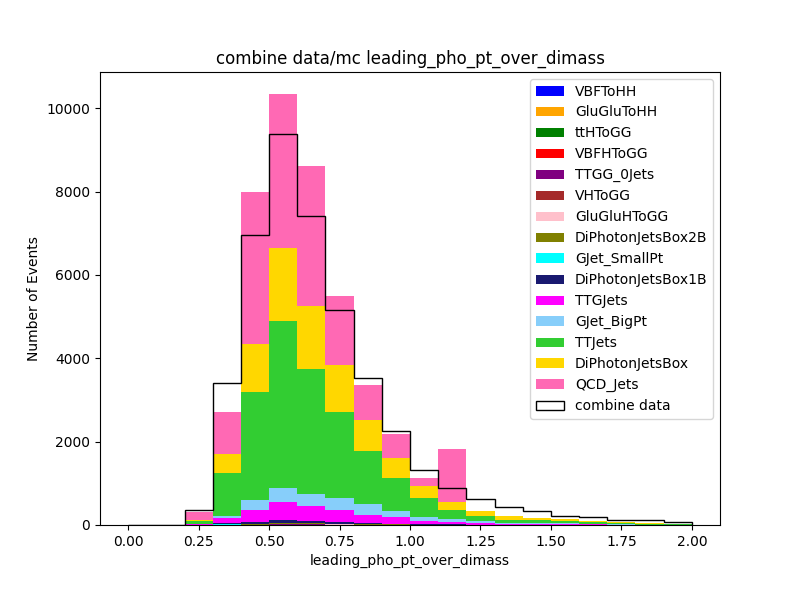 combine data/mc leading_pho_pt_over_dimass
Number of Events
10000
8000
6000
4000
2000
0
VBFToHH
GluGluToHH
ttHToGG
VBFHToGG
TTGG_0Jets
VHToGG
GluGluHToGG
DiPhotonJetsBox2B
GJet_SmallPt
DiPhotonJetsBox1B
TTGJets
GJet_BigPt
TTJets
DiPhotonJetsBox
QCD_Jets
combine data
0.00 0.25 0.50 0.75 1.00 1.25 1.50 1.75 2.00
leading_pho_pt_over_dimass